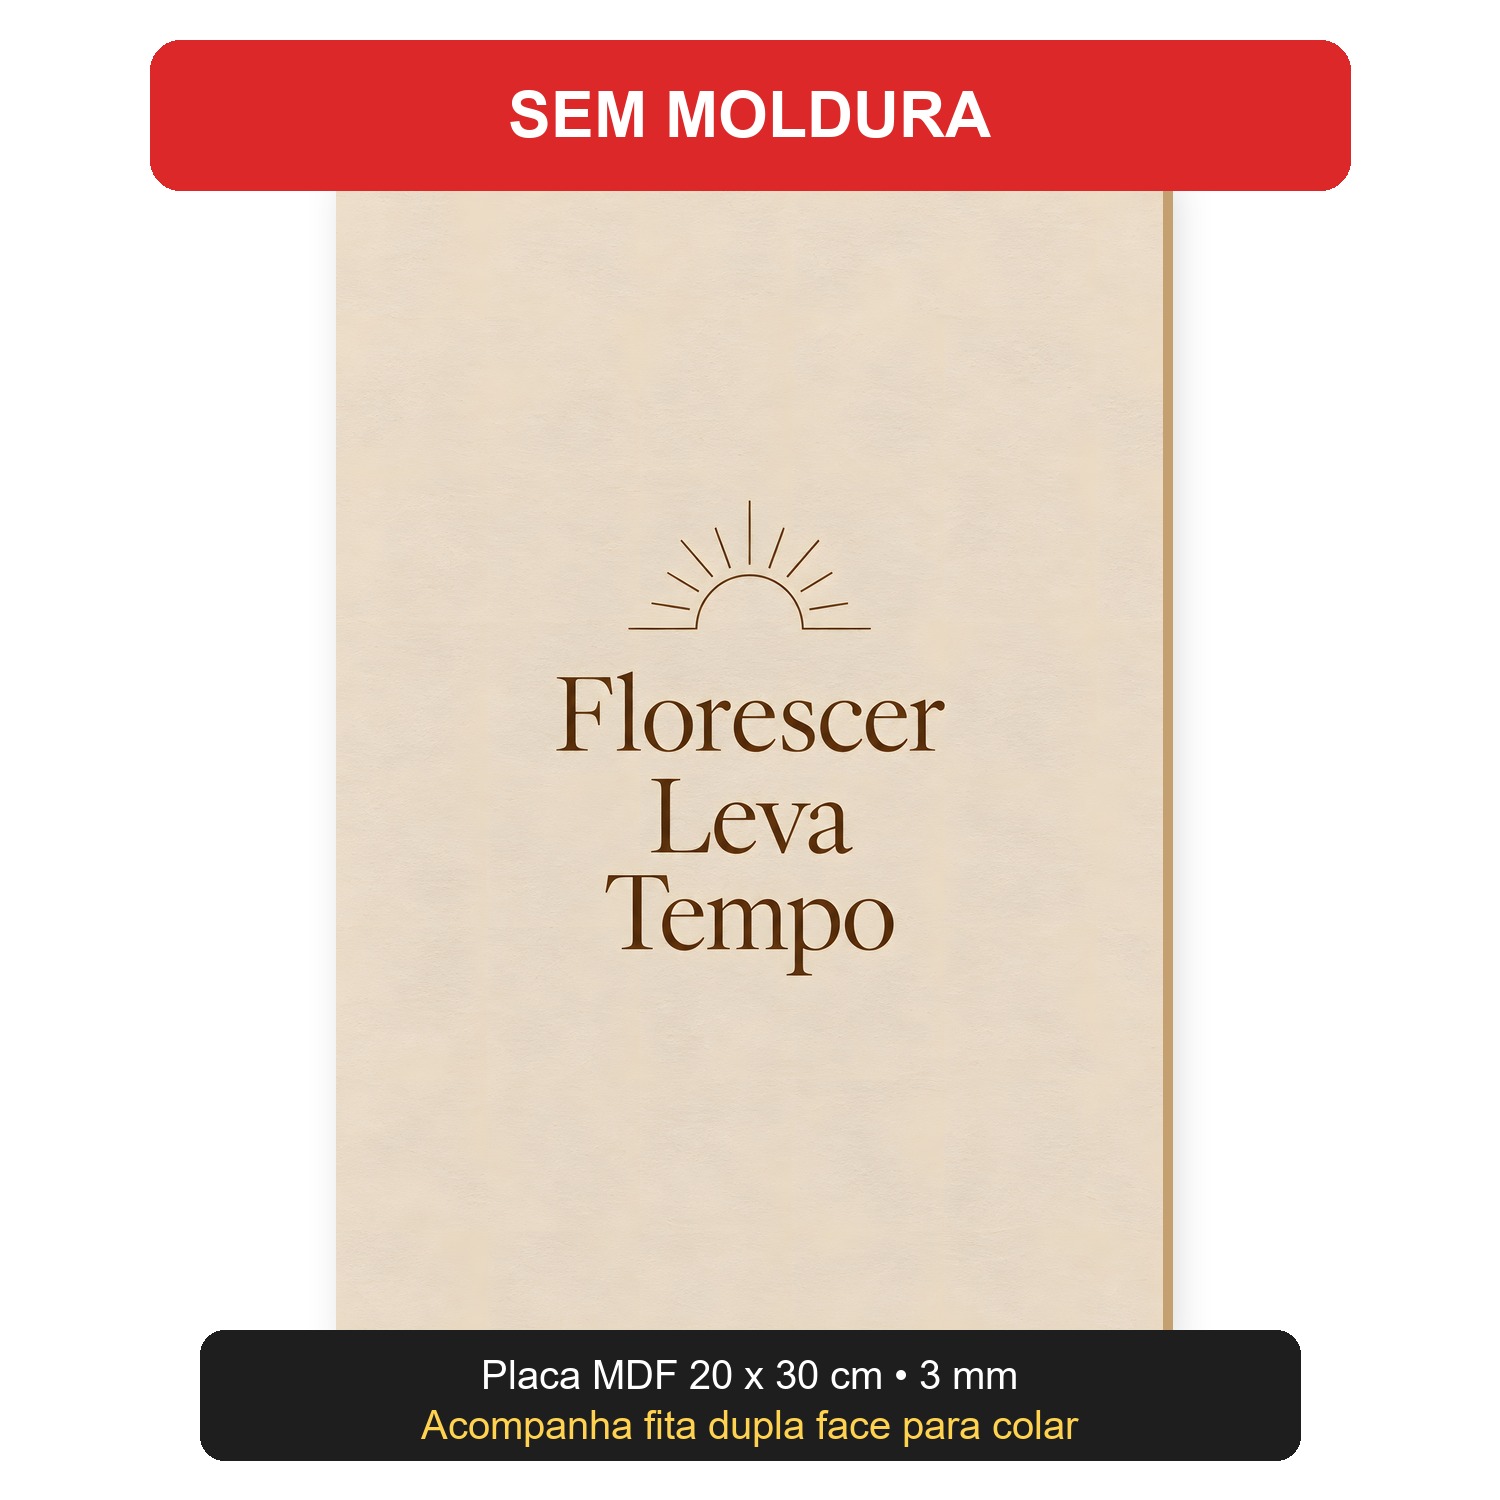 SEM MOLDURA
Florescer
Leva
Tempo
Placa MDF 20 x 30 cm • 3 mm
Acompanha fita dupla face para colar